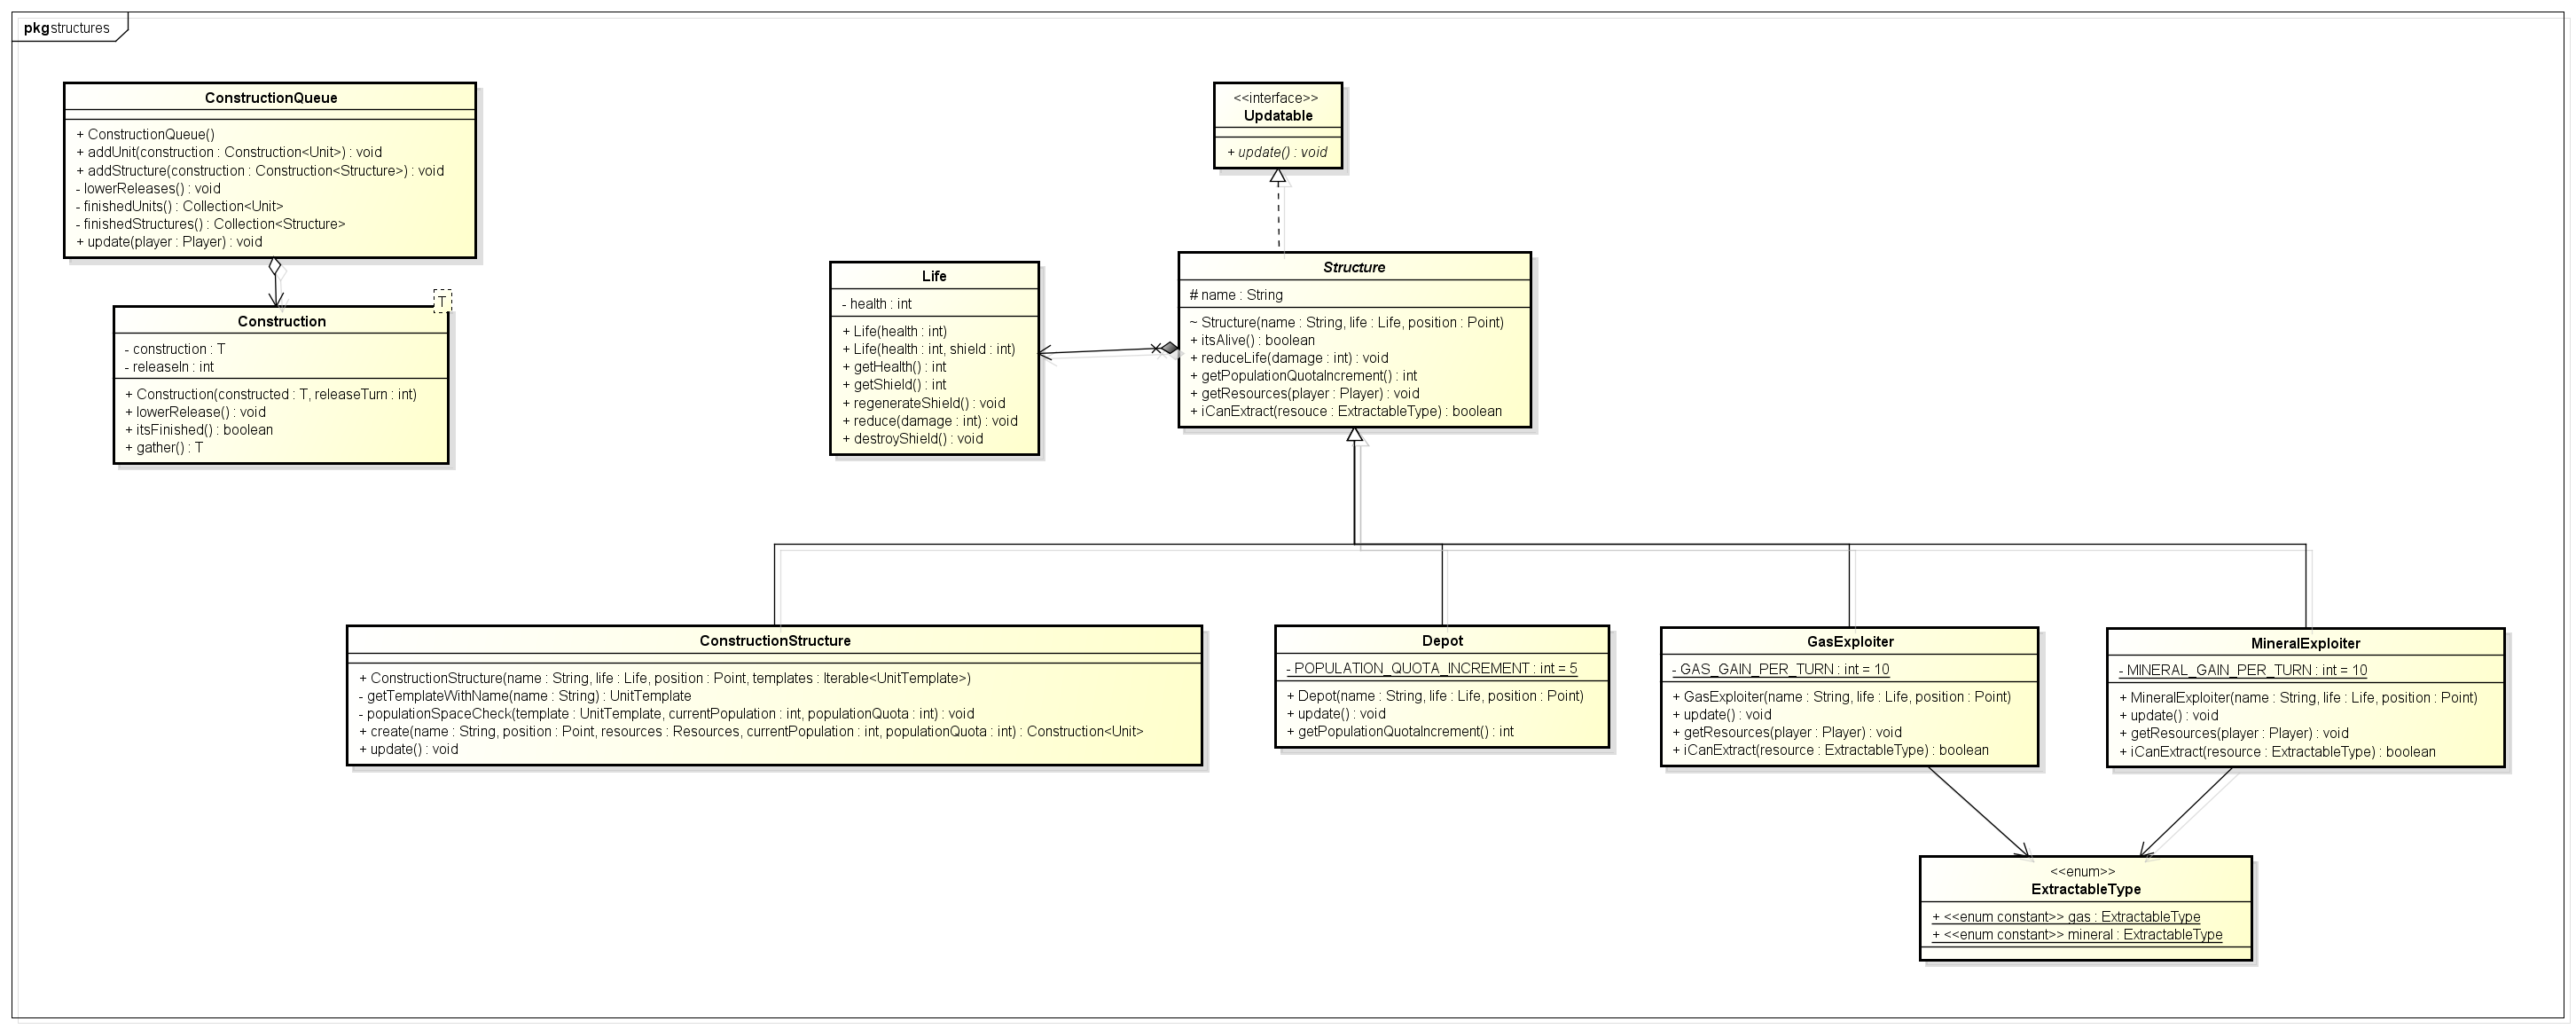 pkg structures
ConstructionQueue
+ ConstructionQueue()
+ addUnit(construction : Construction<Unit>) : void
+ addStructure(construction : Construction<Structure>) : void
- lowerReleases() : void
- finishedUnits() : Collection<Unit>
- finishedStructures() : Collection<Structure>
+ update(player : Player) : void
T
Construction
- construction : T
- releaseIn : int
+ Construction(constructed : T, releaseTurn : int)
+ lowerRelease() : void
+ itsFinished() : boolean
+ gather() : T
<<interface>>
Updatable
+ update() : void
Life
- health : int
+ Life(health : int)
+ Life(health : int, shield : int)
+ getHealth() : int
+ getShield() : int
+ regenerateShield() : void
+ reduce(damage : int) : void
+ destroyShield() : void
Structure
# name : String
~ Structure(name : String, life : Life, position : Point)
+ itsAlive() : boolean
+ reduceLife(damage : int) : void
+ getPopulationQuotaIncrement() : int
+ getResources(player : Player) : void
+ iCanExtract(resouce : ExtractableType) : boolean
ConstructionStructure
+ ConstructionStructure(name : String, life : Life, position : Point, templates : Iterable<UnitTemplate>)
- getTemplateWithName(name : String) : UnitTemplate
- populationSpaceCheck(template : UnitTemplate, currentPopulation : int, populationQuota : int) : void
+ create(name : String, position : Point, resources : Resources, currentPopulation : int, populationQuota : int) : Construction<Unit>
+ update() : void
Depot
- POPULATION_QUOTA_INCREMENT : int = 5
+ Depot(name : String, life : Life, position : Point)
+ update() : void
+ getPopulationQuotaIncrement() : int
GasExploiter
- GAS_GAIN_PER_TURN : int = 10
+ GasExploiter(name : String, life : Life, position : Point)
+ update() : void
+ getResources(player : Player) : void
+ iCanExtract(resource : ExtractableType) : boolean
MineralExploiter
- MINERAL_GAIN_PER_TURN : int = 10
+ MineralExploiter(name : String, life : Life, position : Point)
+ update() : void
+ getResources(player : Player) : void
+ iCanExtract(resource : ExtractableType) : boolean
<<enum>>
ExtractableType
+ <<enum constant>> gas : ExtractableType
+ <<enum constant>> mineral : ExtractableType